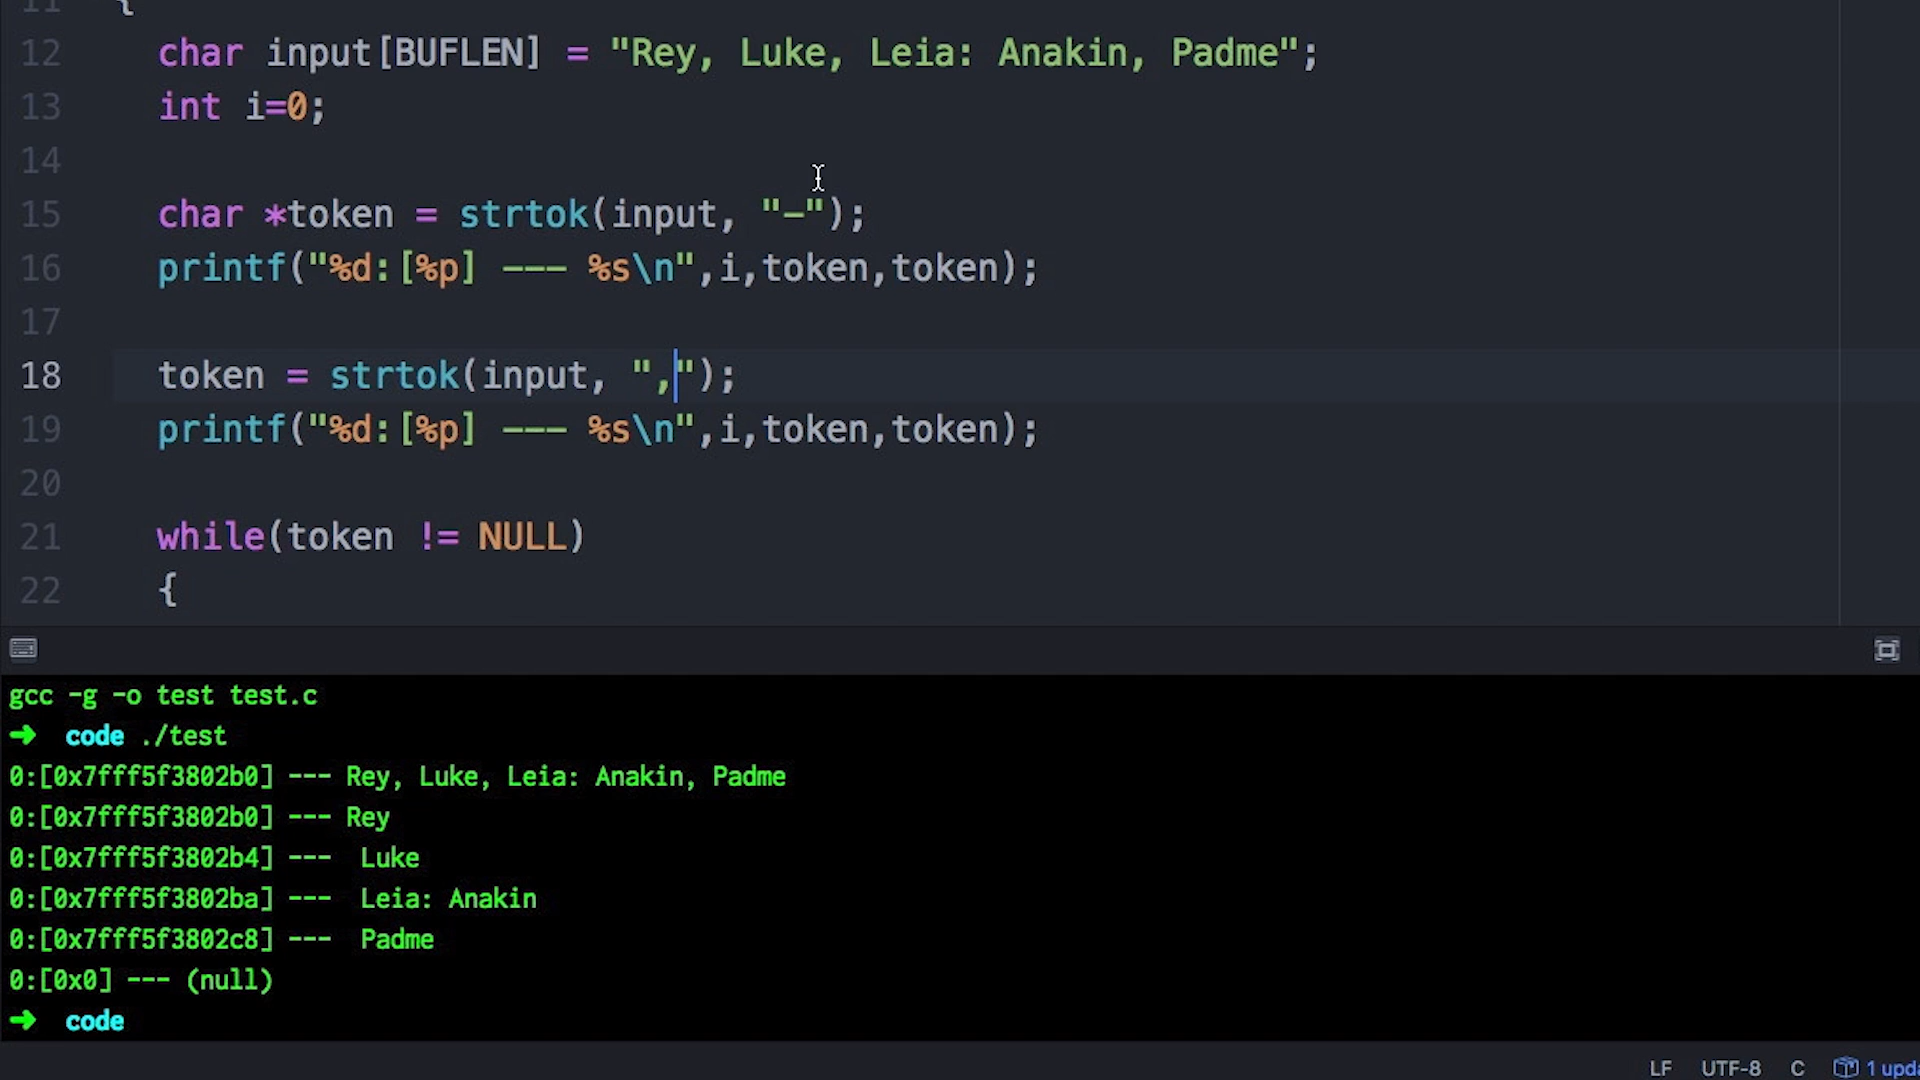 11 {
12 char input[BUFLEN] = "Rey, Luke, Leia: Anakin, Padme";
13 int i=0;
14
15 char *token = strtok(input, "-");
16 printf("%d:[%p] --- %s\n",i,token,token);
17
18 token = strtok(input, ",");
19 printf("%d:[%p] --- %s\n",i,token,token);
20
21 while(token != NULL)
22 {
gcc -g -o test test.c
➜ code ./test
0:[0x7fff5f3802b0] --- Rey, Luke, Leia: Anakin, Padme
0:[0x7fff5f3802b0] --- Rey
0:[0x7fff5f3802b4] ---  Luke
0:[0x7fff5f3802ba] ---  Leia: Anakin
0:[0x7fff5f3802c8] ---  Padme
0:[0x0] --- (null)
➜ code
LF UTF-8 C 1 upda